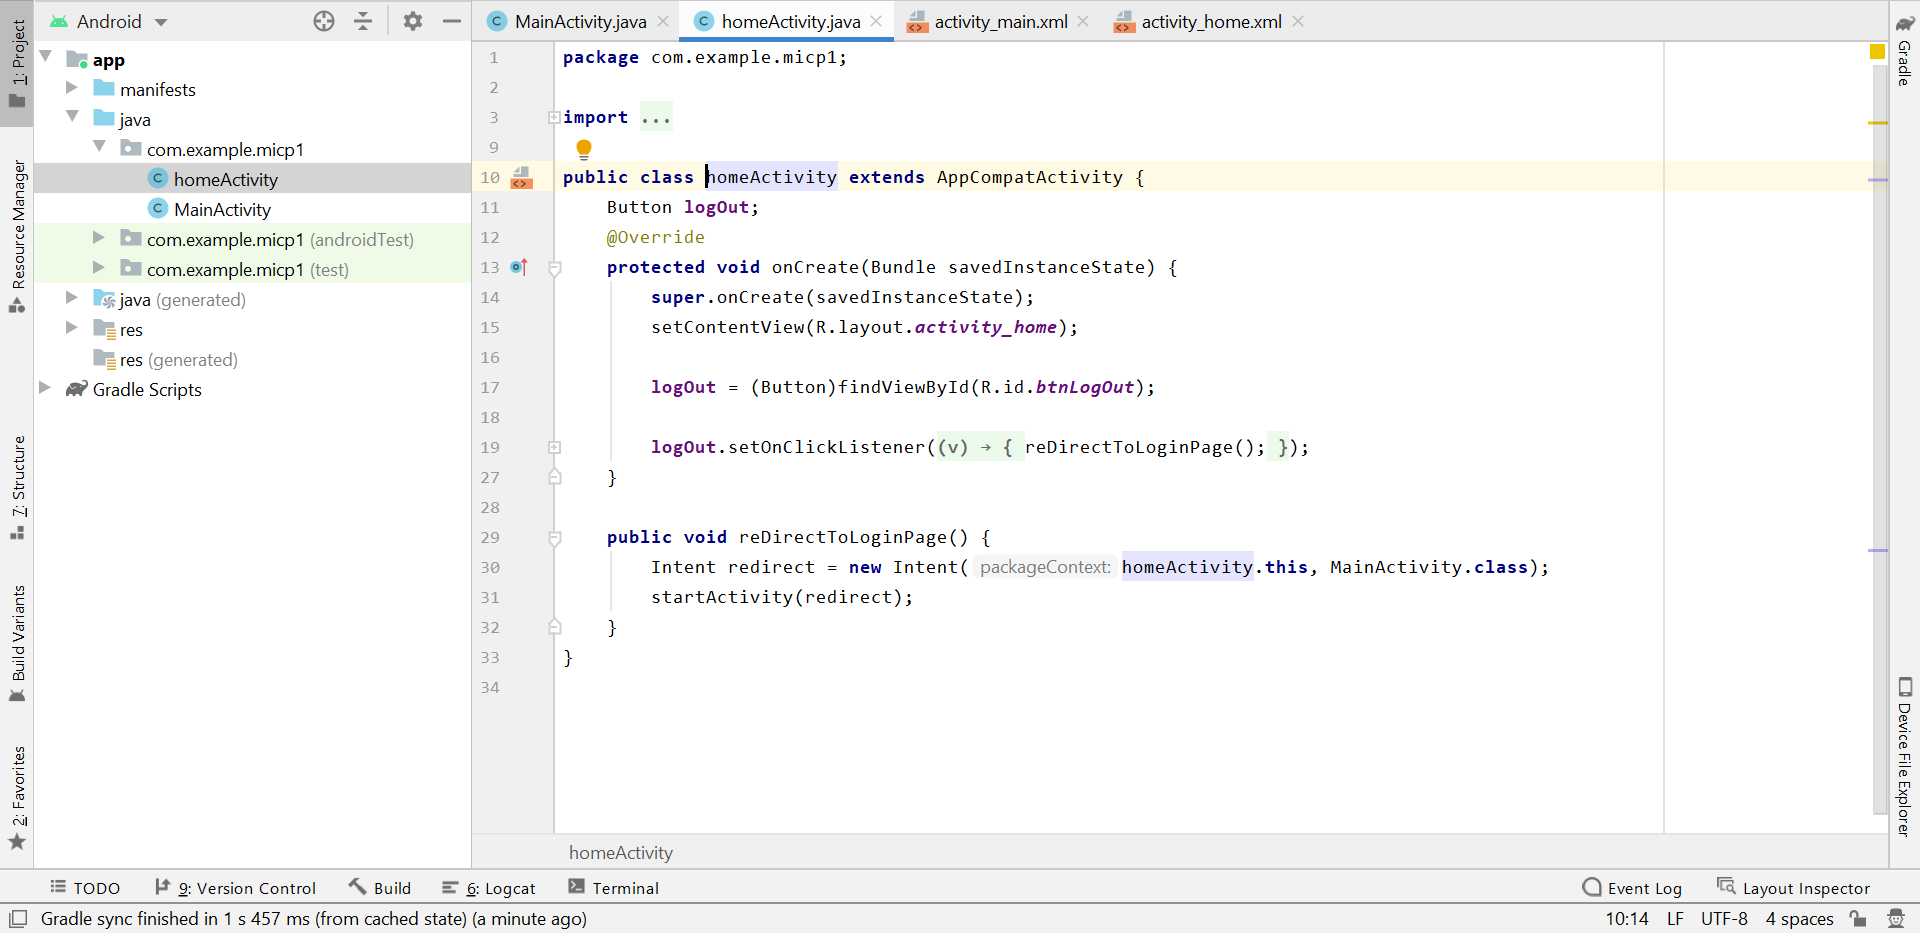 Android
MainActivity.java
homeActivity.java
activity_main.xml
activity_home.xml
1: Project
Resource Manager
7: Structure
Build Variants
2: Favorites
app
manifests
java
com.example.micp1
homeActivity
MainActivity
com.example.micp1 (androidTest)
com.example.micp1 (test)
java (generated)
res
res (generated)
Gradle Scripts
1 package com.example.micp1;
2
3 import ...
9
10 public class homeActivity extends AppCompatActivity {
11 Button logOut;
12 @Override
13 protected void onCreate(Bundle savedInstanceState) {
14 super.onCreate(savedInstanceState);
15 setContentView(R.layout.activity_home);
16
17 logOut = (Button)findViewById(R.id.btnLogOut);
18
19 logOut.setOnClickListener((v) → { reDirectToLoginPage(); });
27 }
28
29 public void reDirectToLoginPage() {
30 Intent redirect = new Intent( packageContext: homeActivity.this, MainActivity.class);
31 startActivity(redirect);
32 }
33 }
34
homeActivity
Gradle
Device File Explorer
TODO
9: Version Control
Build
6: Logcat
Terminal
Event Log
Layout Inspector
Gradle sync finished in 1 s 457 ms (from cached state) (a minute ago)
10:14 LF UTF-8 4 spaces